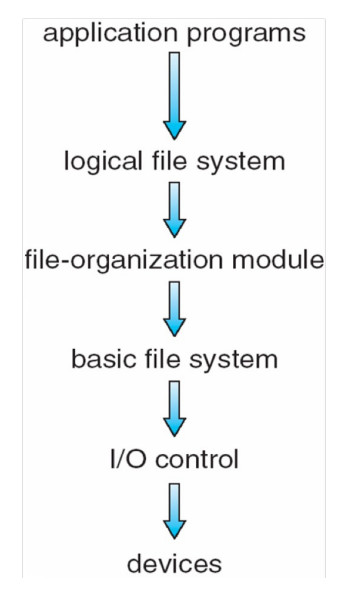 application programs
logical file system
file-organization module
basic file system
I/O control
devices